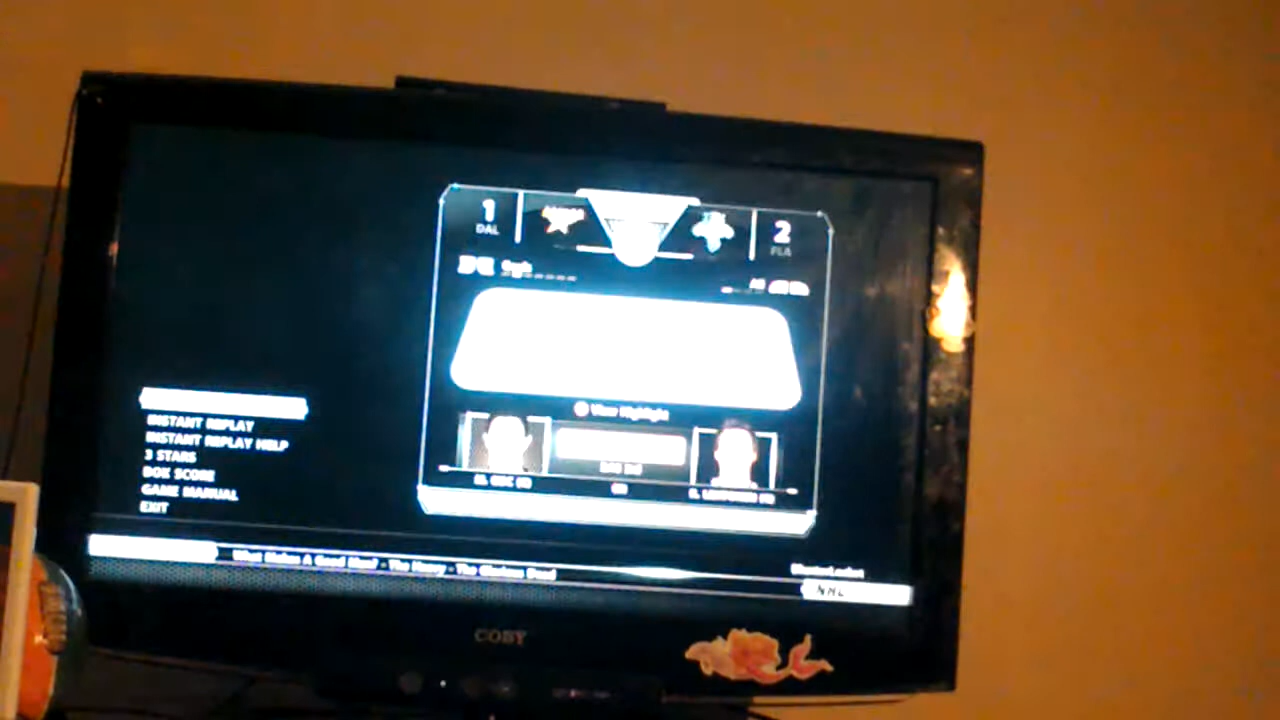 1
DAL
2
FLA
Goals
View Highlight
INSTANT REPLAY
INSTANT REPLAY HELP
3 STARS
BOX SCORE
GAME MANUAL
EXIT
What Makes A Good Man? - The Heavy - The Glorious Dead
NHL
COBY